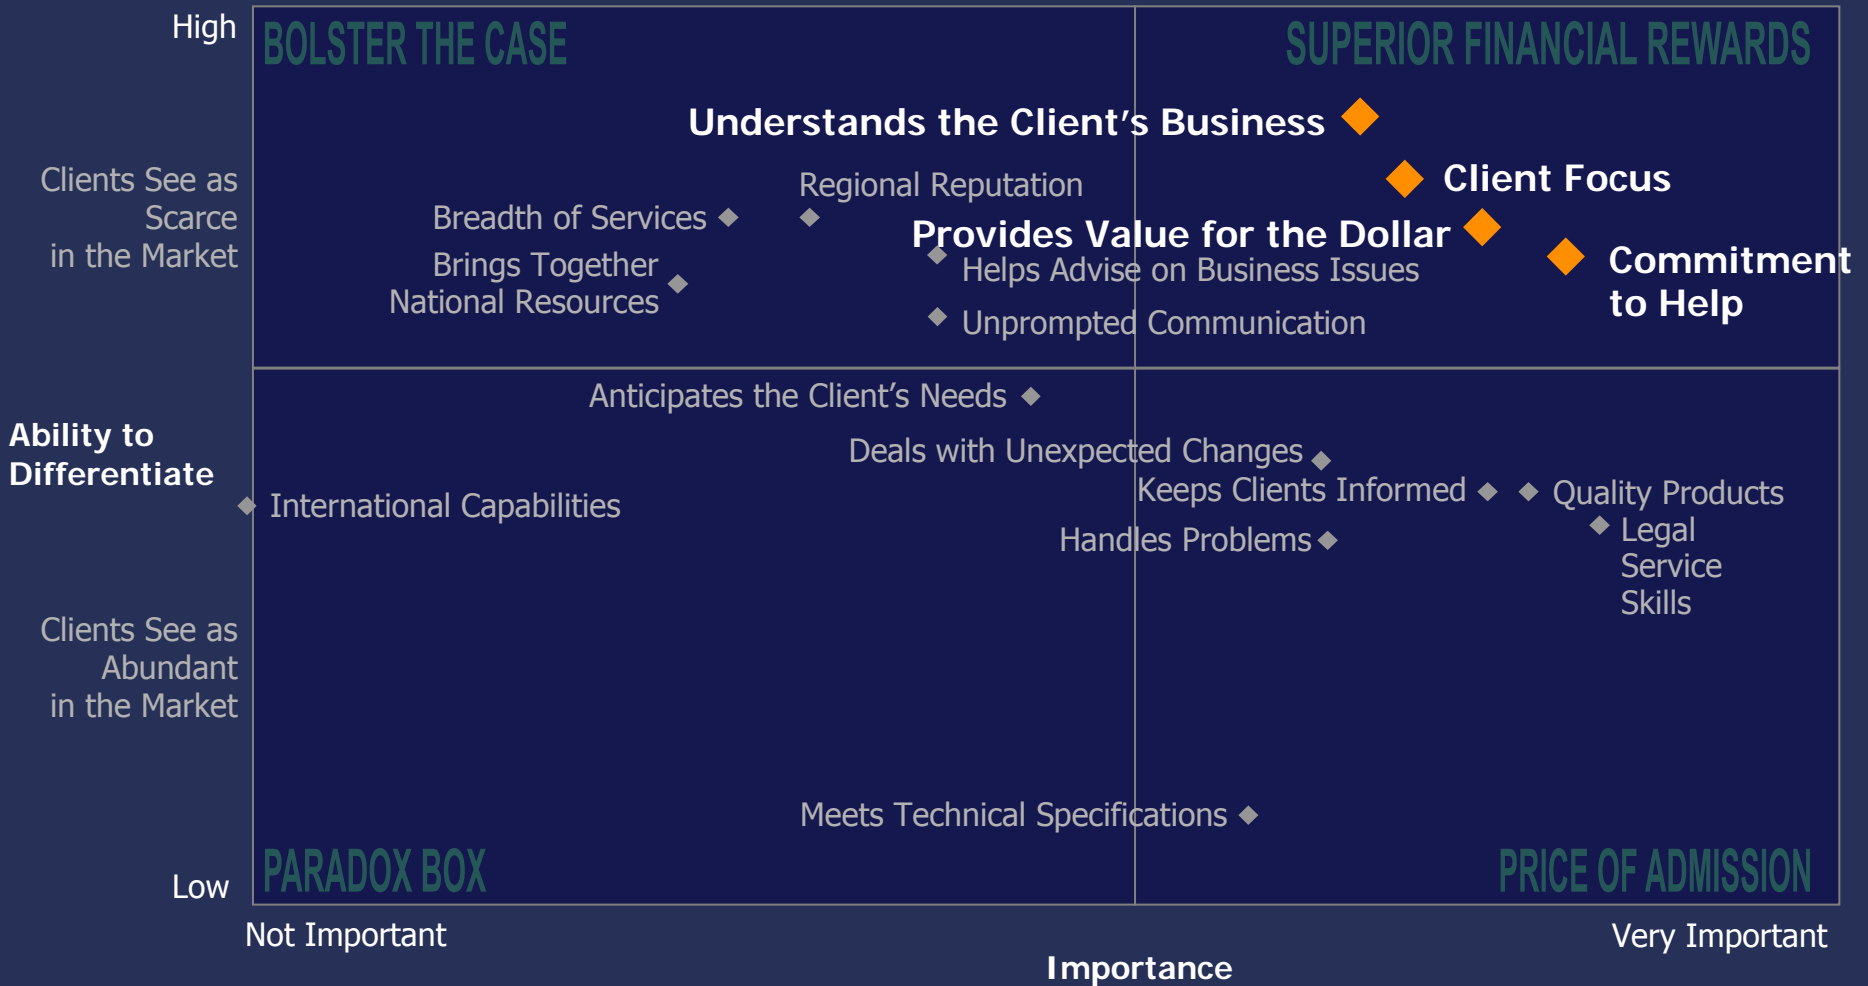 High
BOLSTER THE CASE
SUPERIOR FINANCIAL REWARDS
Understands the Client’s Business
Clients See as
Scarce
in the Market
Regional Reputation
Client Focus
Breadth of Services
Provides Value for the Dollar
Brings Together
National Resources
Helps Advise on Business Issues
Commitment
to Help
Unprompted Communication
Anticipates the Client’s Needs
Ability to
Differentiate
Deals with Unexpected Changes
Keeps Clients Informed
Quality Products
International Capabilities
Legal
Service
Skills
Handles Problems
Clients See as
Abundant
in the Market
Meets Technical Specifications
Low
PARADOX BOX
PRICE OF ADMISSION
Not Important
Very Important
Importance